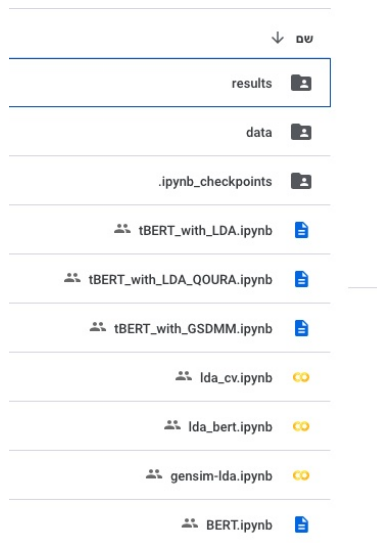 שם
results
data
.ipynb_checkpoints
tBERT_with_LDA.ipynb
tBERT_with_LDA_QOURA.ipynb
tBERT_with_GSDMM.ipynb
lda_cv.ipynb
lda_bert.ipynb
gensim-lda.ipynb
BERT.ipynb